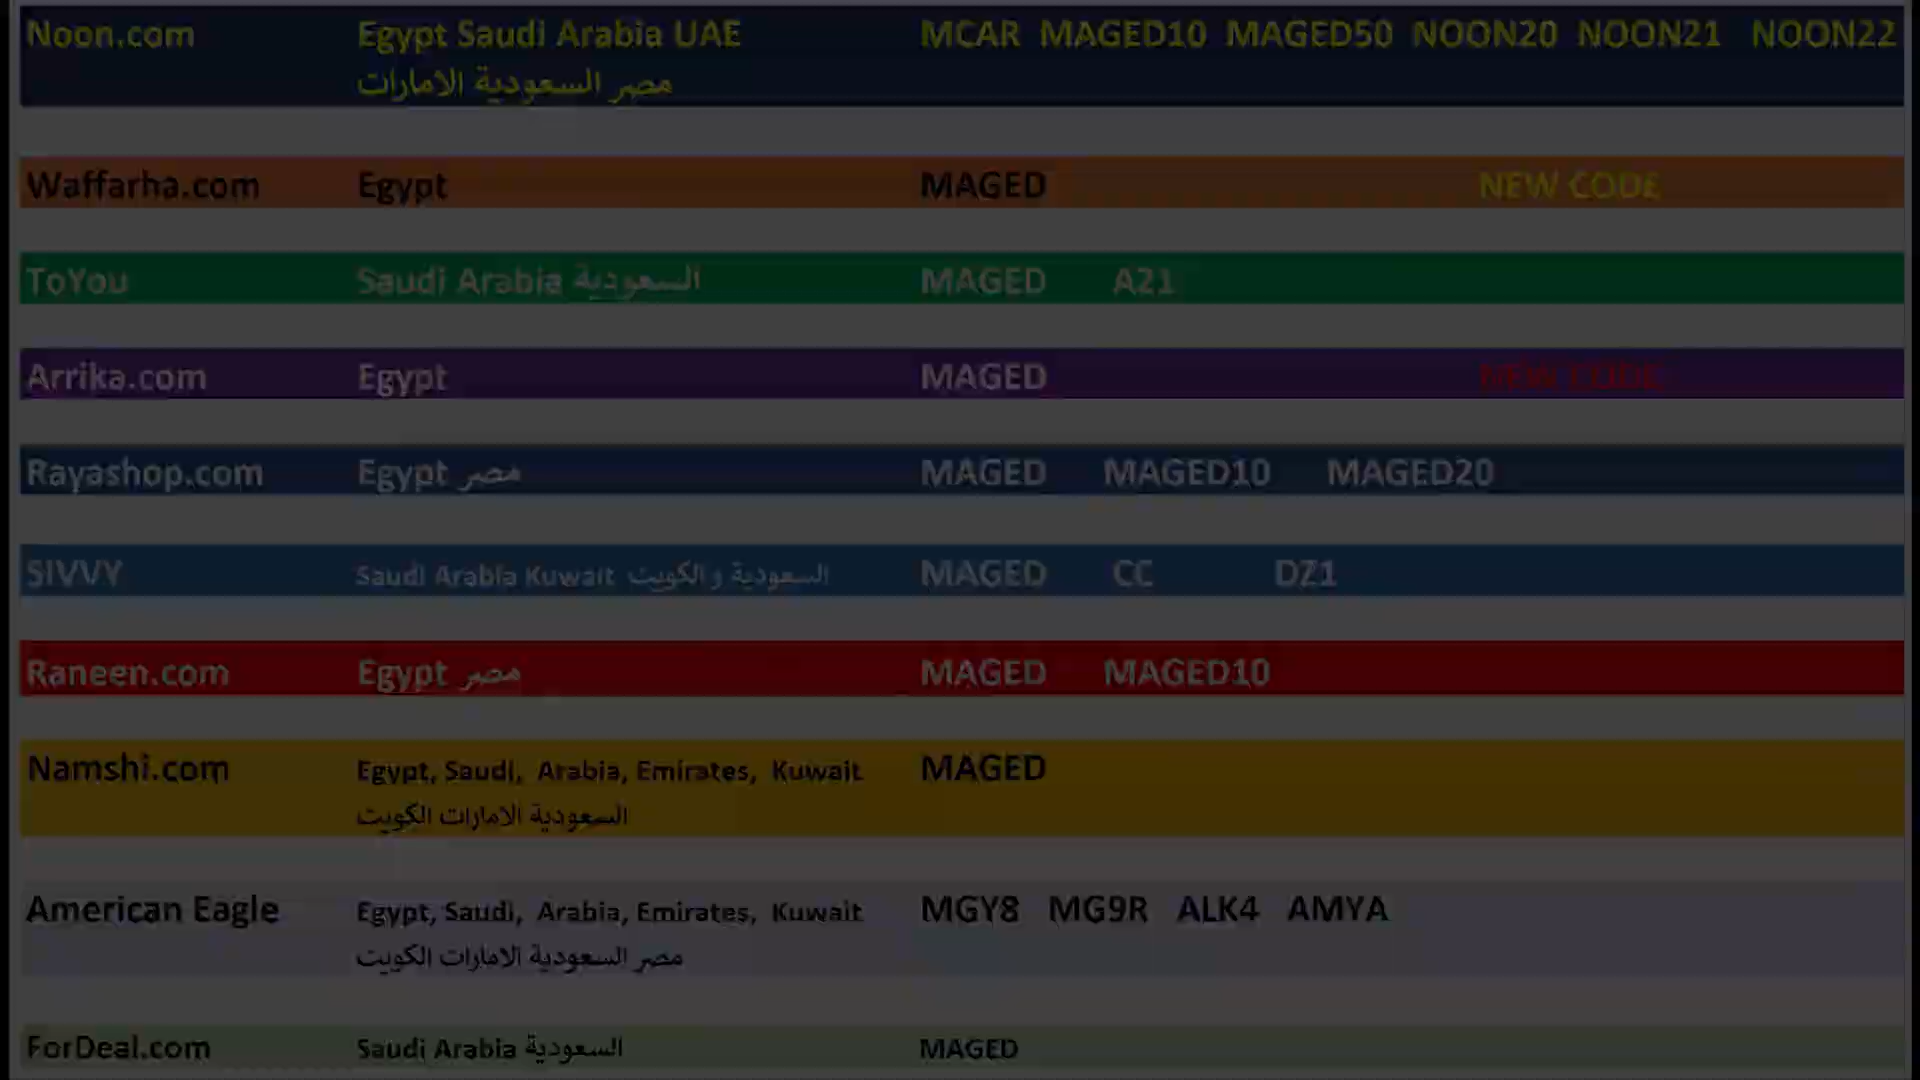 Noon.com Egypt Saudi Arabia UAE MCAR MAGED10 MAGED50 NOON20 NOON21 NOON22
مصر السعودية الامارات
Waffarha.com Egypt MAGED NEW CODE
ToYou Saudi Arabia السعودية MAGED A21
Arrika.com Egypt MAGED NEW CODE
Rayashop.com Egypt مصر MAGED MAGED10 MAGED20
SIVVY Saudi Arabia Kuwait السعودية و الكويت MAGED CC DZ1
Raneen.com Egypt مصر MAGED MAGED10
Namshi.com Egypt, Saudi, Arabia, Emirates, Kuwait MAGED
السعودية الامارات الكويت
American Eagle Egypt, Saudi, Arabia, Emirates, Kuwait MGY8 MG9R ALK4 AMYA
مصر السعودية الامارات الكويت
ForDeal.com Saudi Arabia السعودية MAGED